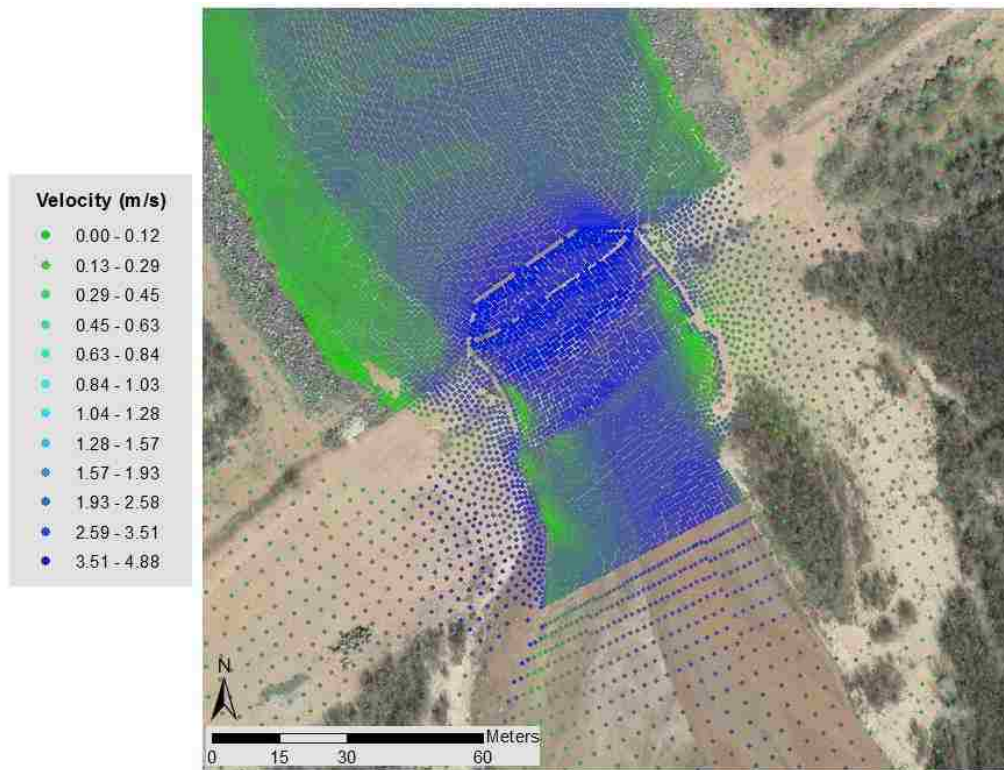 Velocity (m/s)
0.00 - 0.12
0.13 - 0.29
0.29 - 0.45
0.45 - 0.63
0.63 - 0.84
0.84 - 1.03
1.04 - 1.28
1.28 - 1.57
1.57 - 1.93
1.93 - 2.58
2.59 - 3.51
3.51 - 4.88
N
Meters
0 15 30 60